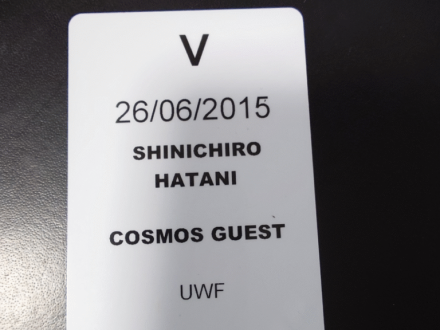 V
26/06/2015
SHINICHIRO
HATANI
COSMOS GUEST
UWF